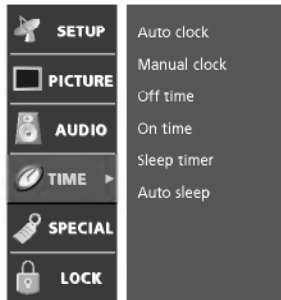 SETUP
PICTURE
AUDIO
TIME
SPECIAL
LOCK
Auto clock
Manual clock
Off time
On time
Sleep timer
Auto sleep